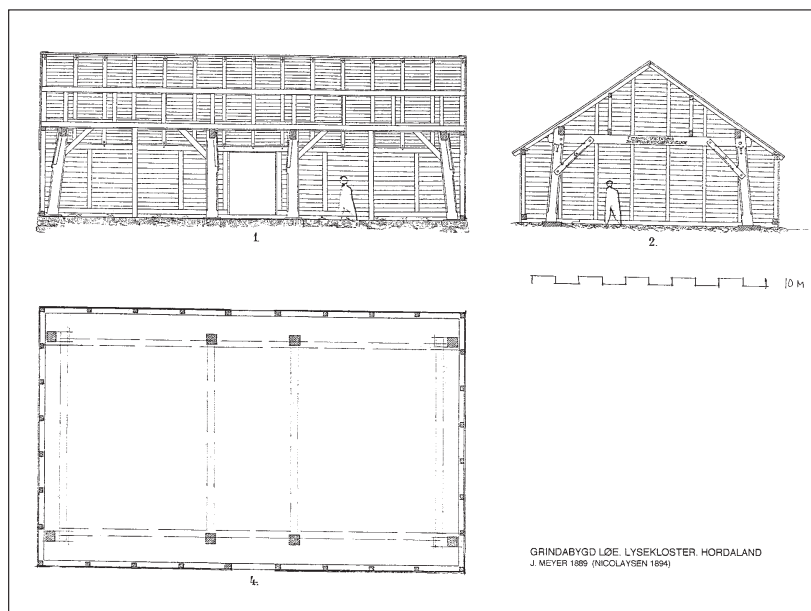 1.
2.
10 M
4.
GRINDABYGD LØE. LYSEKLOSTER. HORDALAND
J. MEYER 1889 (NICOLAYSEN 1894)